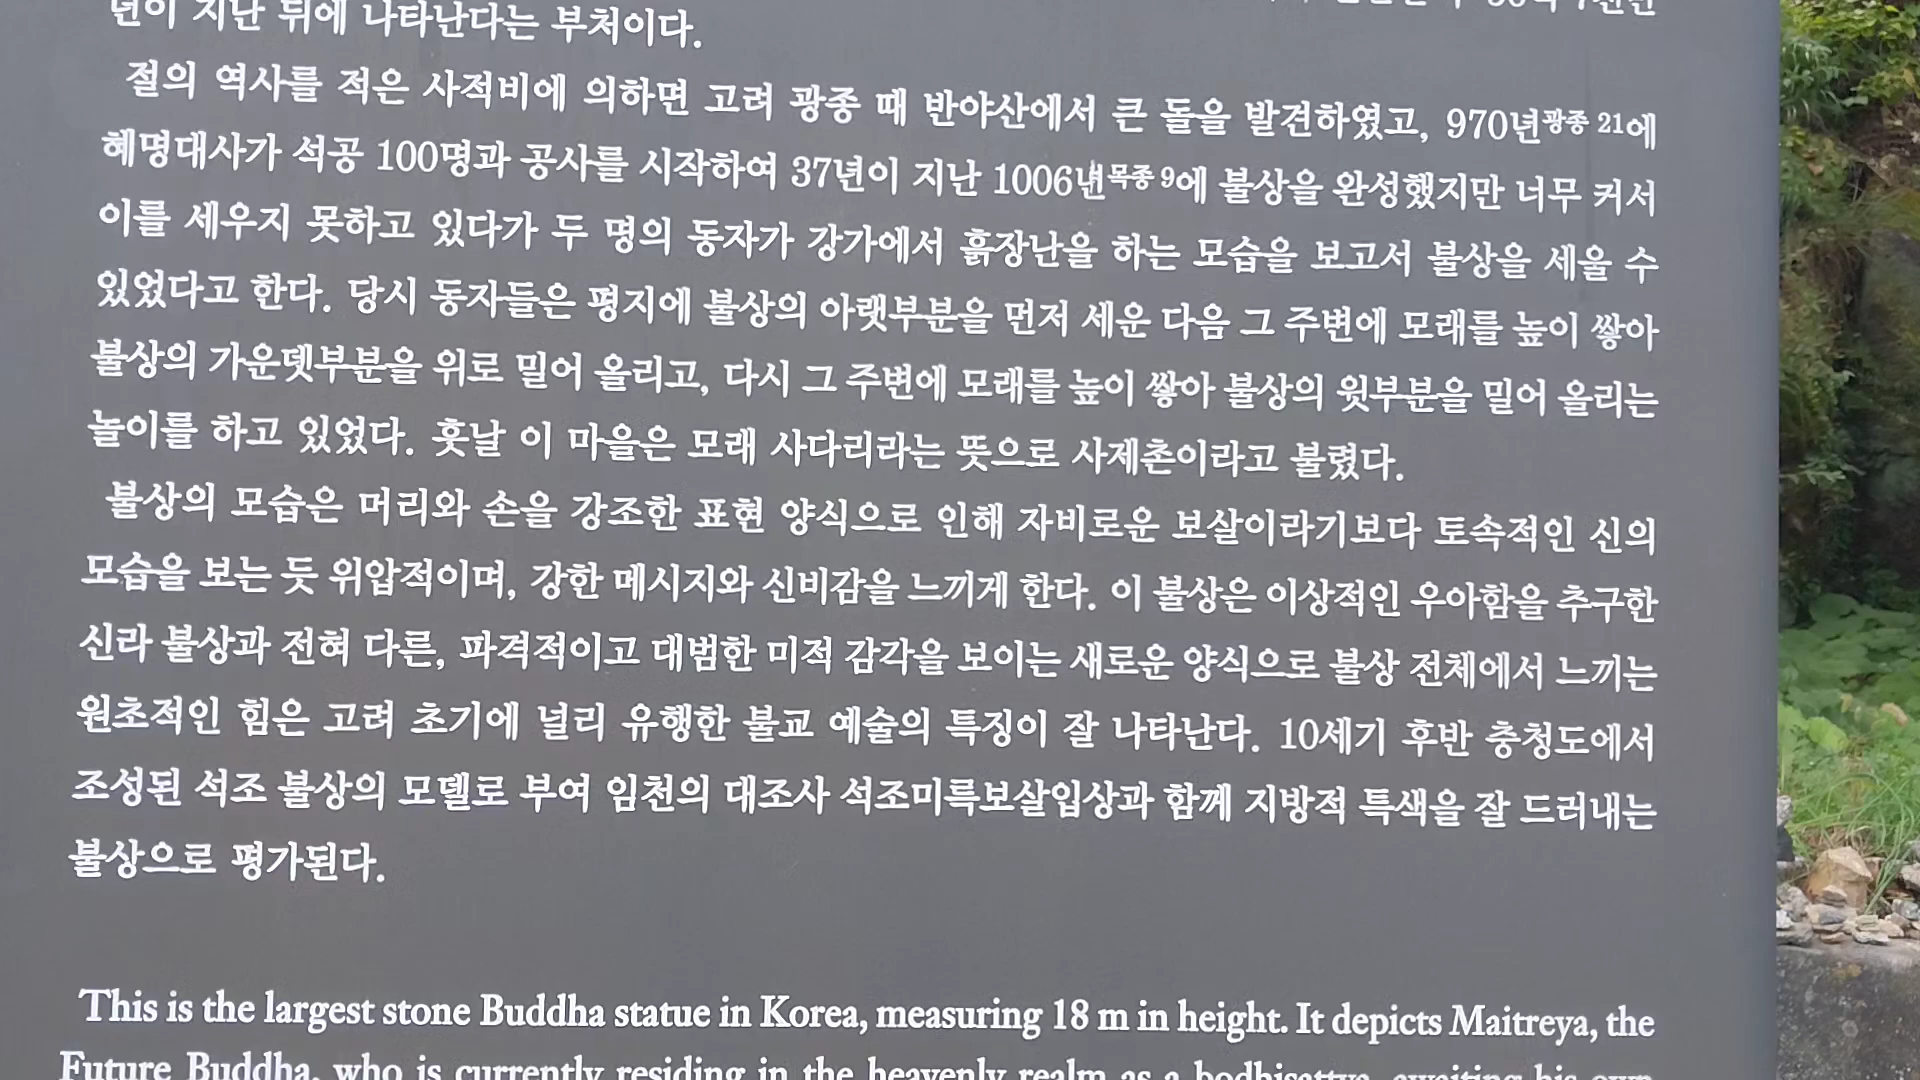 년이 지난 뒤에 나타난다는 부처이다.
절의 역사를 적은 사적비에 의하면 고려 광종 때 반야산에서 큰 돌을 발견하였고, 970년광종 21에
혜명대사가 석공 100명과 공사를 시작하여 37년이 지난 1006년목종 9에 불상을 완성했지만 너무 커서
이를 세우지 못하고 있다가 두 명의 동자가 강가에서 흙장난을 하는 모습을 보고서 불상을 세울 수
있었다고 한다. 당시 동자들은 평지에 불상의 아랫부분을 먼저 세운 다음 그 주변에 모래를 높이 쌓아
불상의 가운뎃부분을 위로 밀어 올리고, 다시 그 주변에 모래를 높이 쌓아 불상의 윗부분을 밀어 올리는
놀이를 하고 있었다. 훗날 이 마을은 모래 사다리라는 뜻으로 사제촌이라고 불렸다.
불상의 모습은 머리와 손을 강조한 표현 양식으로 인해 자비로운 보살이라기보다 토속적인 신의
모습을 보는 듯 위압적이며, 강한 메시지와 신비감을 느끼게 한다. 이 불상은 이상적인 우아함을 추구한
신라 불상과 전혀 다른, 파격적이고 대범한 미적 감각을 보이는 새로운 양식으로 불상 전체에서 느끼는
원초적인 힘은 고려 초기에 널리 유행한 불교 예술의 특징이 잘 나타난다. 10세기 후반 충청도에서
조성된 석조 불상의 모델로 부여 임천의 대조사 석조미륵보살입상과 함께 지방적 특색을 잘 드러내는
불상으로 평가된다.
This is the largest stone Buddha statue in Korea, measuring 18 m in height. It depicts Maitreya, the
Future Buddha, who is currently residing in the heavenly realm as a bodhisattva, awaiting his own